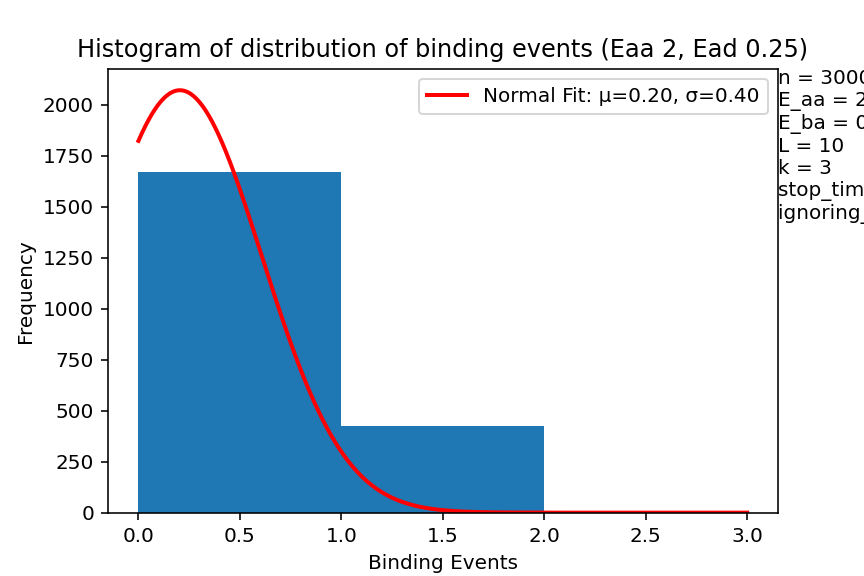 Histogram of distribution of binding events (Eaa 2, Ead 0.25)
Normal Fit: μ=0.20, σ=0.40
n = 3000
E_aa = 2
E_ba = 0
L = 10
k = 3
stop_tim
ignoring_
Frequency
2000
1750
1500
1250
1000
750
500
250
0
0.0 0.5 1.0 1.5 2.0 2.5 3.0
Binding Events